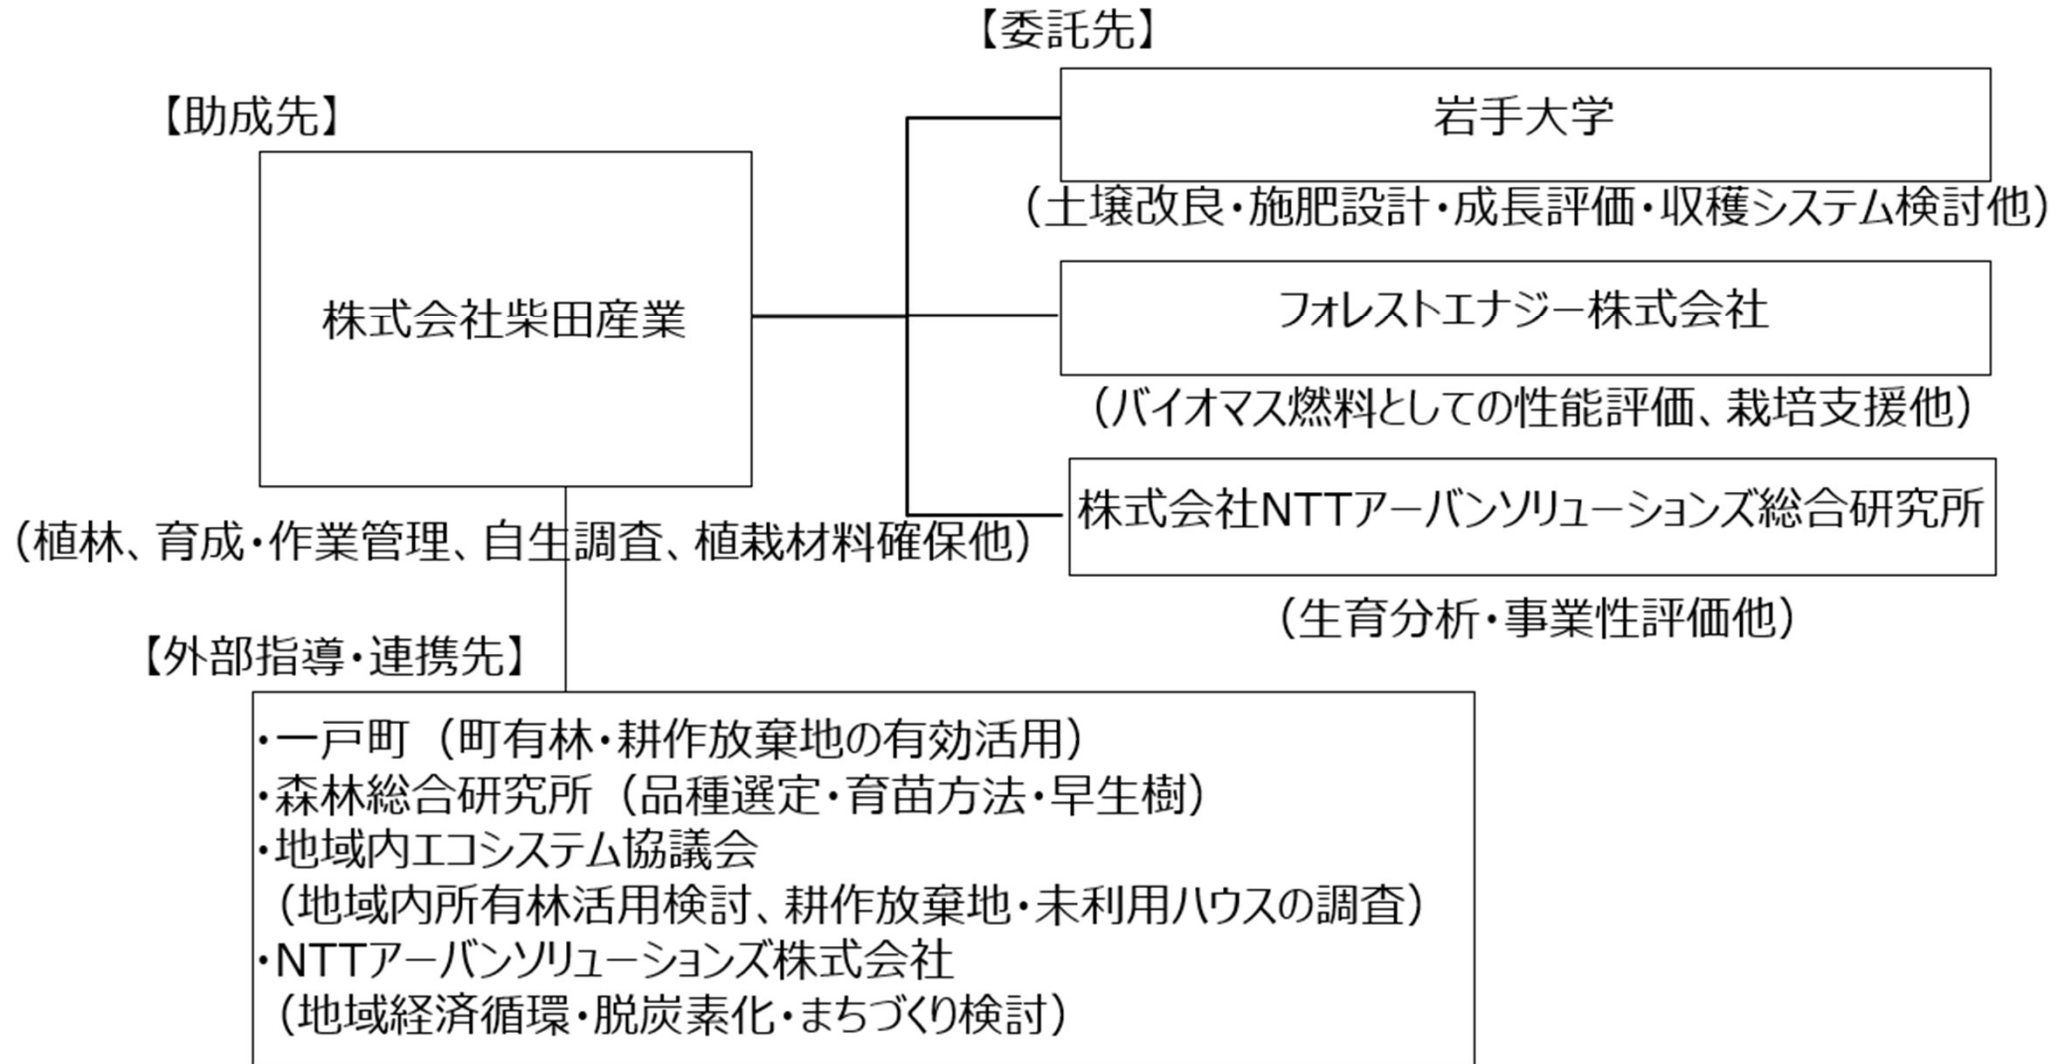 【助成先】
株式会社柴田産業
(植林、育成・作業管理、自生調査、植栽材料確保他)
【委託先】
岩手大学
(土壌改良・施肥設計・成長評価・収穫システム検討他)
フォレストエナジー株式会社
(バイオマス燃料としての性能評価、栽培支援他)
株式会社NTTアーバンソリューションズ総合研究所
(生育分析・事業性評価他)
【外部指導・連携先】
・一戸町(町有林・耕作放棄地の有効活用)
・森林総合研究所(品種選定・育苗方法・早生樹)
・地域内エコシステム協議会
(地域内所有林活用検討、耕作放棄地・未利用ハウスの調査)
・NTTアーバンソリューションズ株式会社
(地域経済循環・脱炭素化・まちづくり検討)